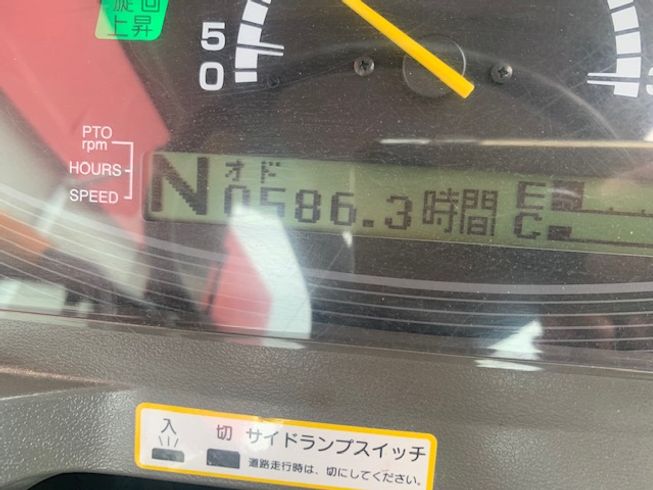 旋回
上昇
5
0
PTO
rpm
HOURS
SPEED
N
オド
0586.3時間
E
C
入 切 サイドランプスイッチ
道路走行時は、切にしてください。